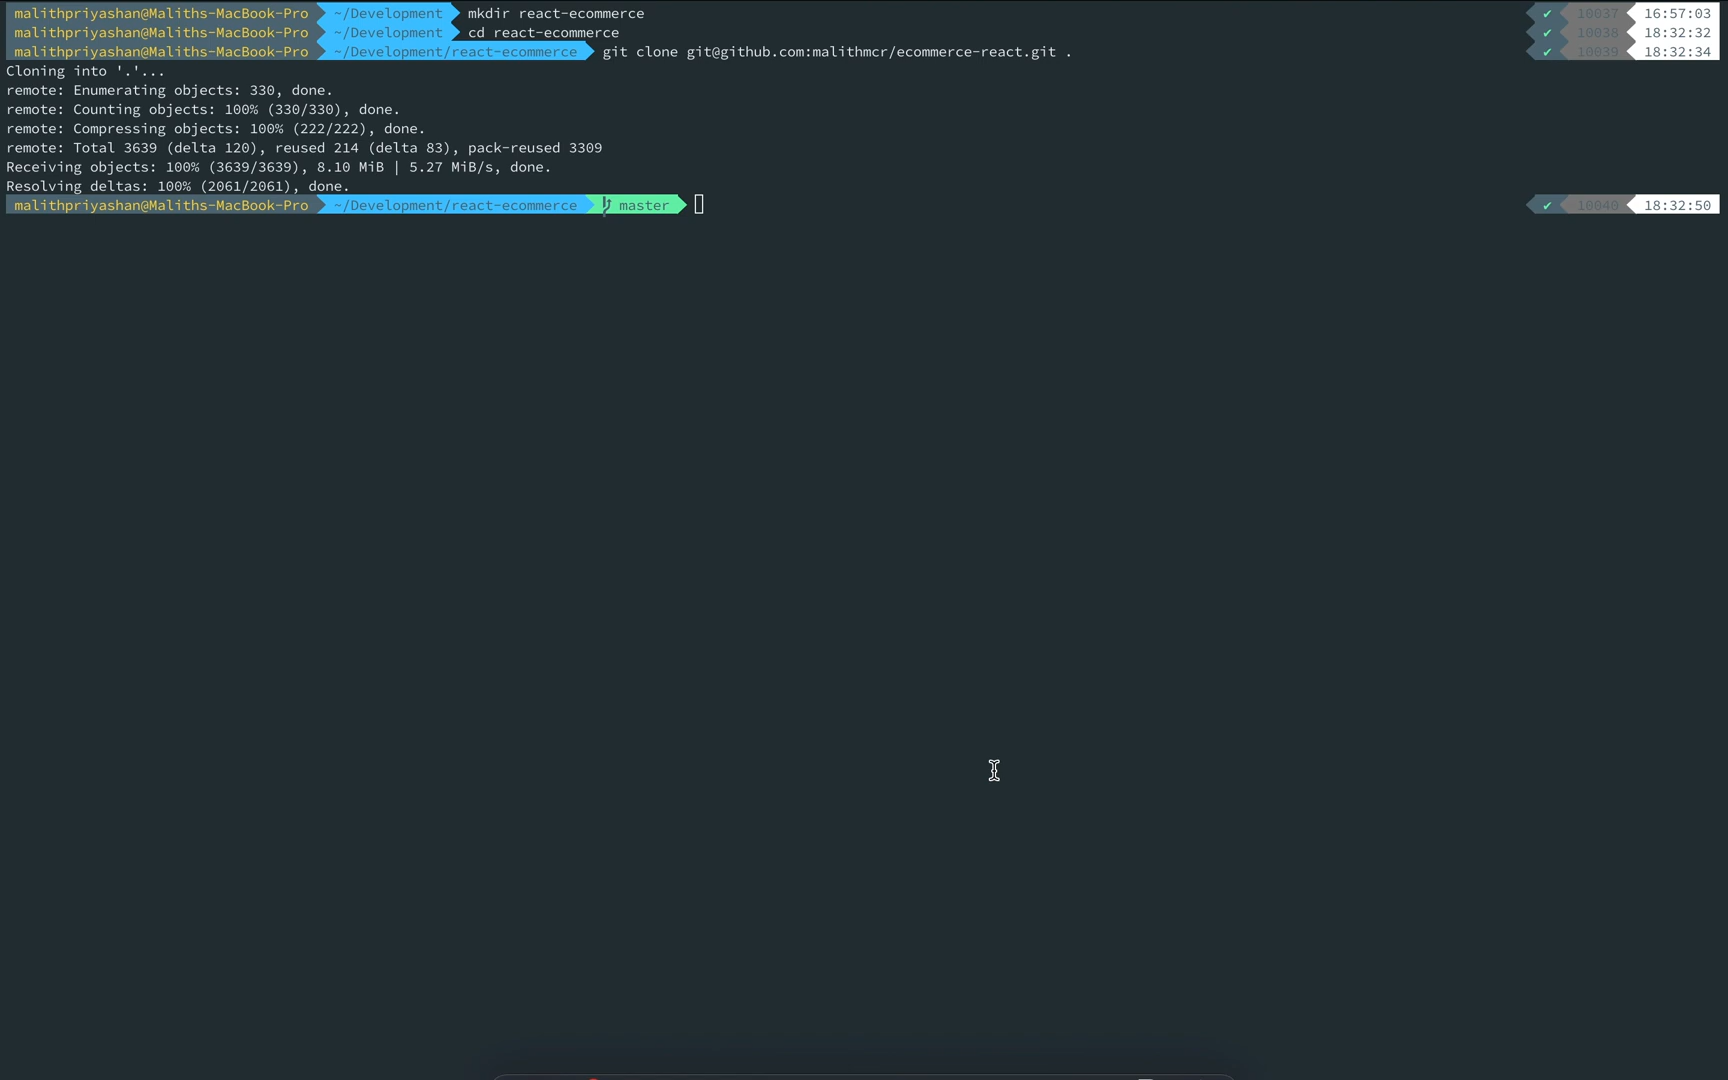 malithpriyashan@Maliths-MacBook-Pro ~/Development mkdir react-ecommerce ✔ 10037 16:57:03
malithpriyashan@Maliths-MacBook-Pro ~/Development cd react-ecommerce ✔ 10038 18:32:32
malithpriyashan@Maliths-MacBook-Pro ~/Development/react-ecommerce git clone git@github.com:malithmcr/ecommerce-react.git . ✔ 10039 18:32:34
Cloning into '.'...
remote: Enumerating objects: 330, done.
remote: Counting objects: 100% (330/330), done.
remote: Compressing objects: 100% (222/222), done.
remote: Total 3639 (delta 120), reused 214 (delta 83), pack-reused 3309
Receiving objects: 100% (3639/3639), 8.10 MiB | 5.27 MiB/s, done.
Resolving deltas: 100% (2061/2061), done.
malithpriyashan@Maliths-MacBook-Pro ~/Development/react-ecommerce master ✔ 10040 18:32:50